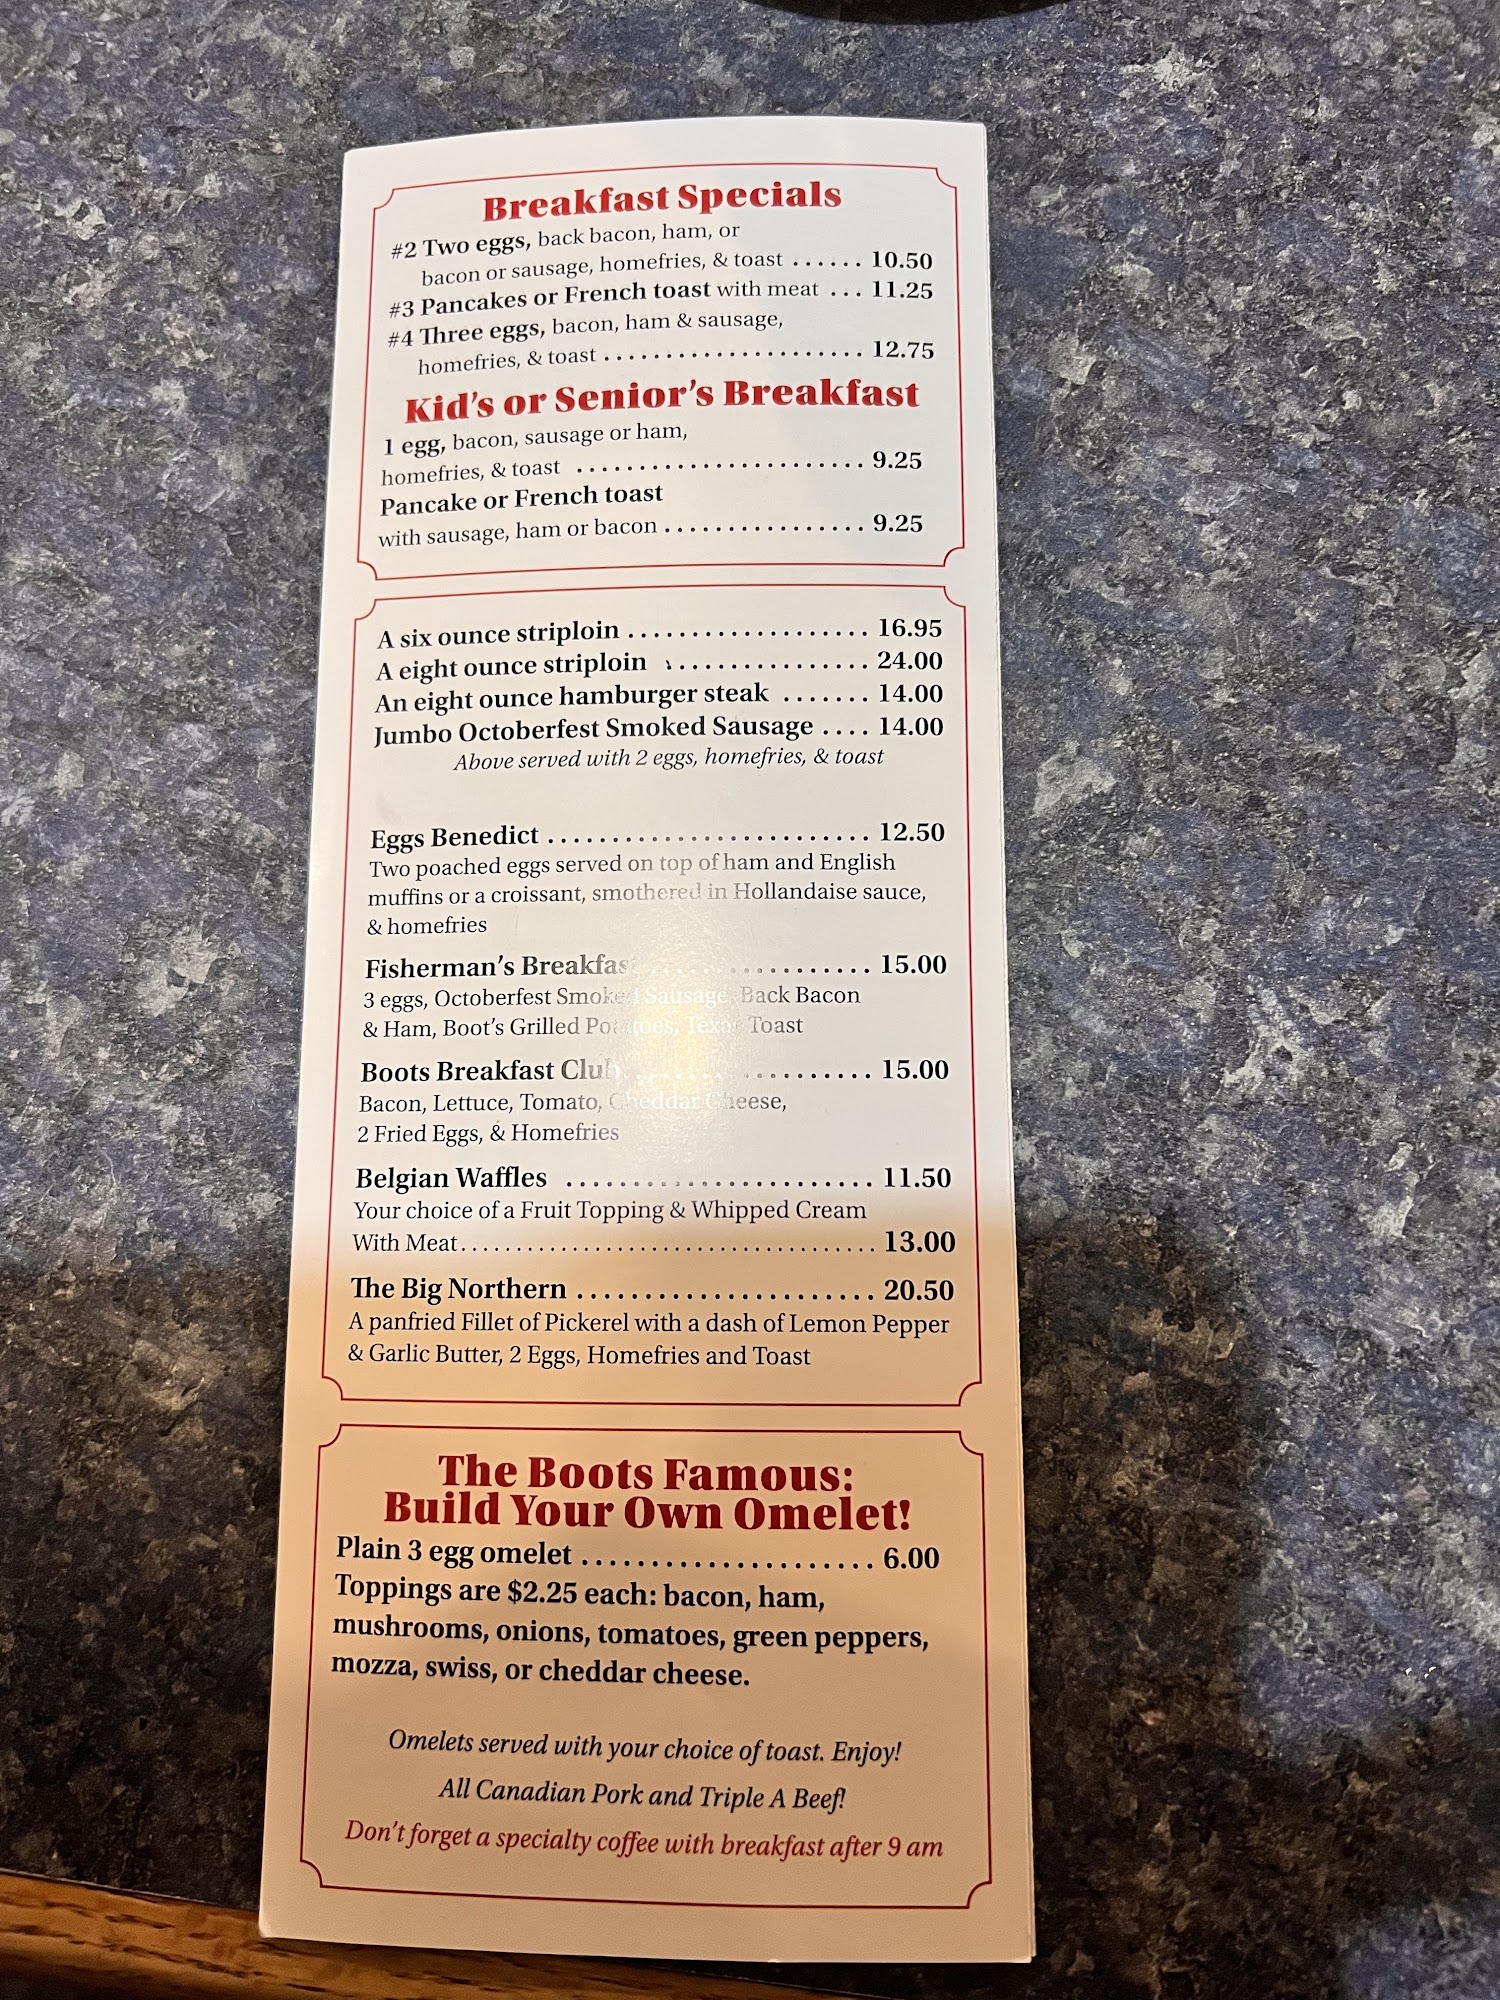 Breakfast Specials
#2 Two eggs, back bacon, ham, or
bacon or sausage, homefries, & toast ...... 10.50
#3 Pancakes or French toast with meat ... 11.25
#4 Three eggs, bacon, ham & sausage,
homefries, & toast ..................... 12.75
Kid's or Senior's Breakfast
1 egg, bacon, sausage or ham,
homefries, & toast ....................... 9.25
Pancake or French toast
with sausage, ham or bacon ................ 9.25
A six ounce striploin ................... 16.95
A eight ounce striploin ................ 24.00
An eight ounce hamburger steak ....... 14.00
Jumbo Octoberfest Smoked Sausage .... 14.00
Above served with 2 eggs, homefries, & toast
Eggs Benedict ......................... 12.50
Two poached eggs served on top of ham and English
muffins or a croissant, smothered in Hollandaise sauce,
& homefries
Fisherman's Breakfast .................. 15.00
3 eggs, Octoberfest Smoked Sausage, Back Bacon
& Ham, Boot's Grilled Potatoes, Texas Toast
Boots Breakfast Club ................... 15.00
Bacon, Lettuce, Tomato, Cheddar Cheese,
2 Fried Eggs, & Homefries
Belgian Waffles ........................ 11.50
Your choice of a Fruit Topping & Whipped Cream
With Meat ...................................... 13.00
The Big Northern ....................... 20.50
A panfried Fillet of Pickerel with a dash of Lemon Pepper
& Garlic Butter, 2 Eggs, Homefries and Toast
The Boots Famous:
Build Your Own Omelet!
Plain 3 egg omelet ...................... 6.00
Toppings are $2.25 each: bacon, ham,
mushrooms, onions, tomatoes, green peppers,
mozza, swiss, or cheddar cheese.
Omelets served with your choice of toast. Enjoy!
All Canadian Pork and Triple A Beef!
Don't forget a specialty coffee with breakfast after 9 am